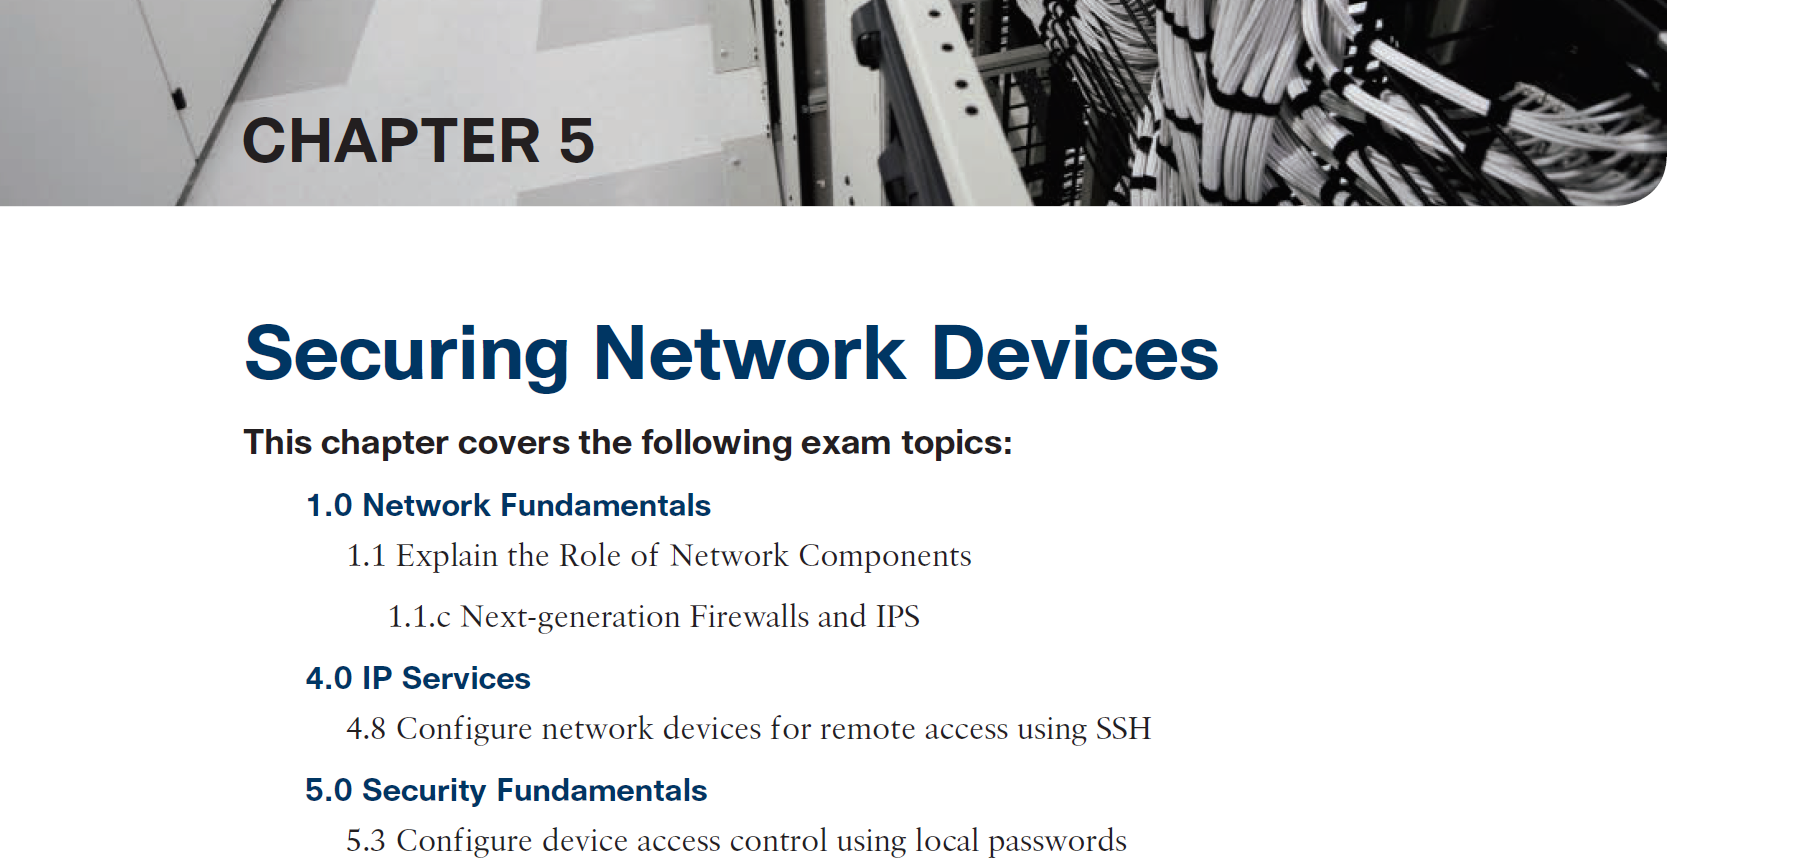 CHAPTER 5
Securing Network Devices
This chapter covers the following exam topics:
1.0 Network Fundamentals
1.1 Explain the Role of Network Components
1.1.c Next-generation Firewalls and IPS
4.0 IP Services
4.8 Configure network devices for remote access using SSH
5.0 Security Fundamentals
5.3 Configure device access control using local passwords